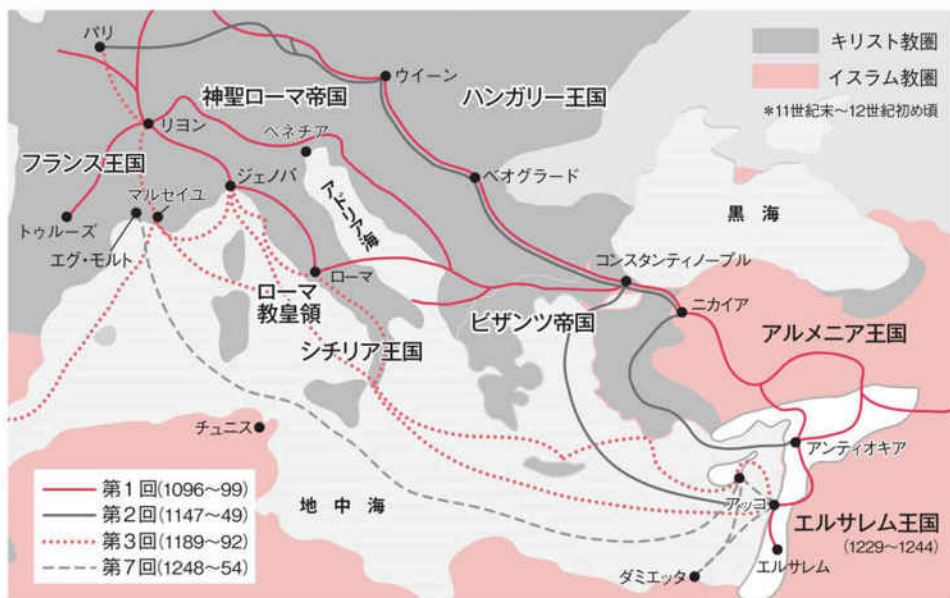 パリ
キリスト教圏
イスラム教圏
*11世紀末~12世紀初め頃
ウイーン
神聖ローマ帝国
ハンガリー王国
リヨン
ベネチア
フランス王国
ジェノバ
マルセイユ
アドリア海
ベオグラード
黒海
トゥルーズ
エグ・モルト
ローマ
コンスタンティノープル
ニカイア
ローマ
教皇領
ビザンツ帝国
アルメニア王国
シチリア王国
チュニス
アンティオキア
第1回(1096~99)
第2回(1147~49)
第3回(1189~92)
第7回(1248~54)
地中海
アッコ
エルサレム王国
(1229~1244)
エルサレム
ダミエッタ